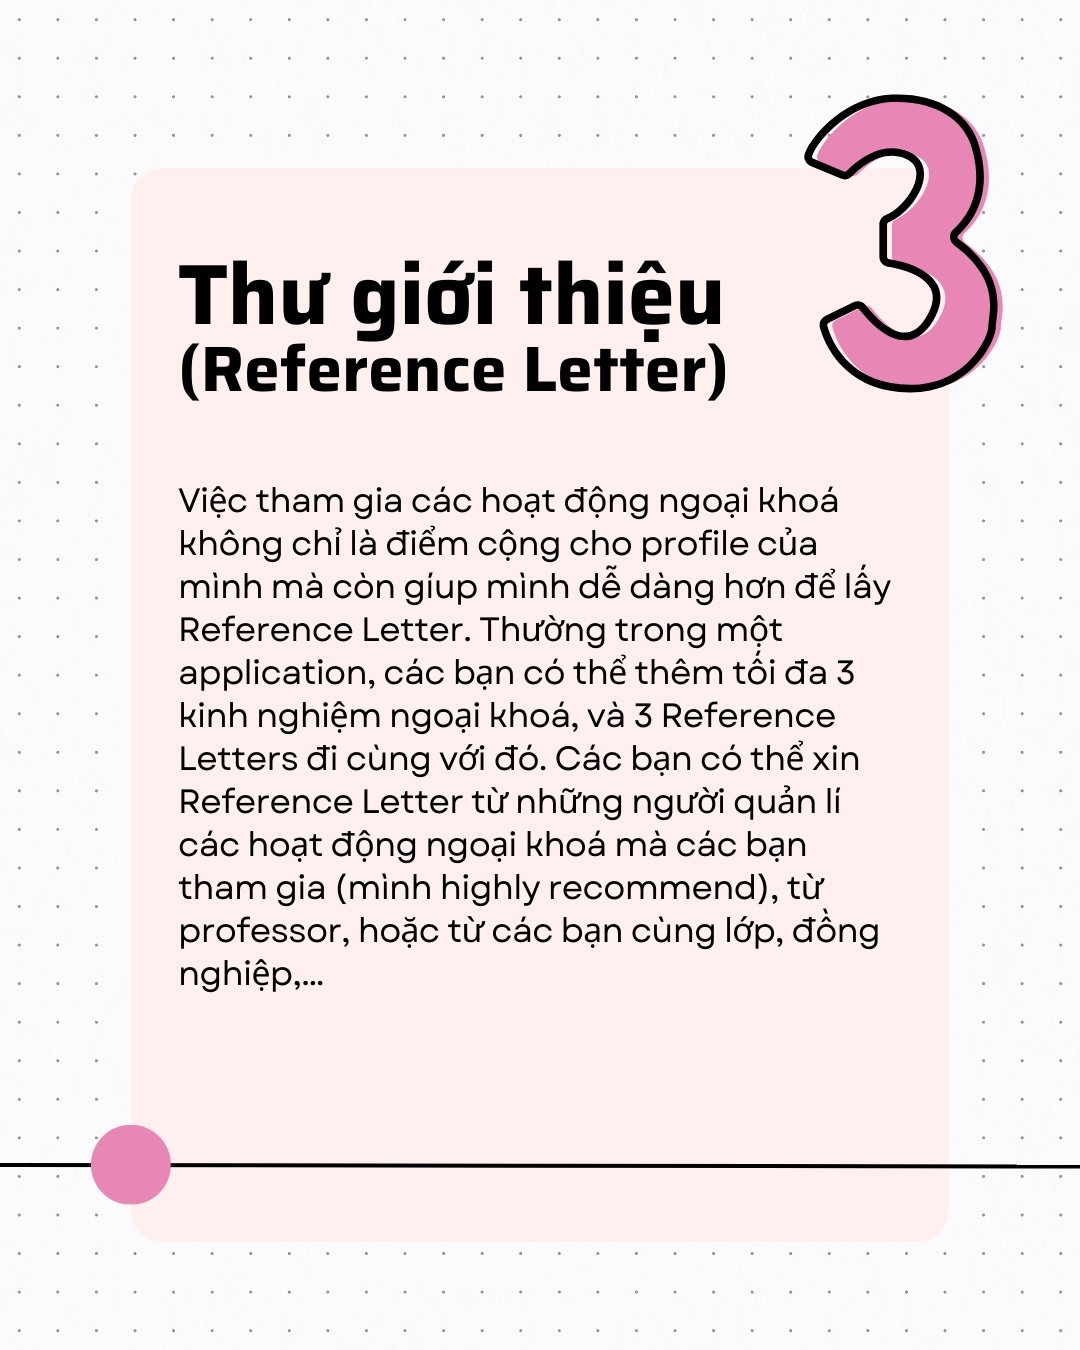 3
Thư giới thiệu
(Reference Letter)
Việc tham gia các hoạt động ngoại khoá
không chỉ là điểm cộng cho profile của
mình mà còn gíup mình dễ dàng hơn để lấy
Reference Letter. Thường trong một
application, các bạn có thể thêm tối đa 3
kinh nghiệm ngoại khoá, và 3 Reference
Letters đi cùng với đó. Các bạn có thể xin
Reference Letter từ những người quản lí
các hoạt động ngoại khoá mà các bạn
tham gia (mình highly recommend), từ
professor, hoặc từ các bạn cùng lớp, đồng
nghiệp,...